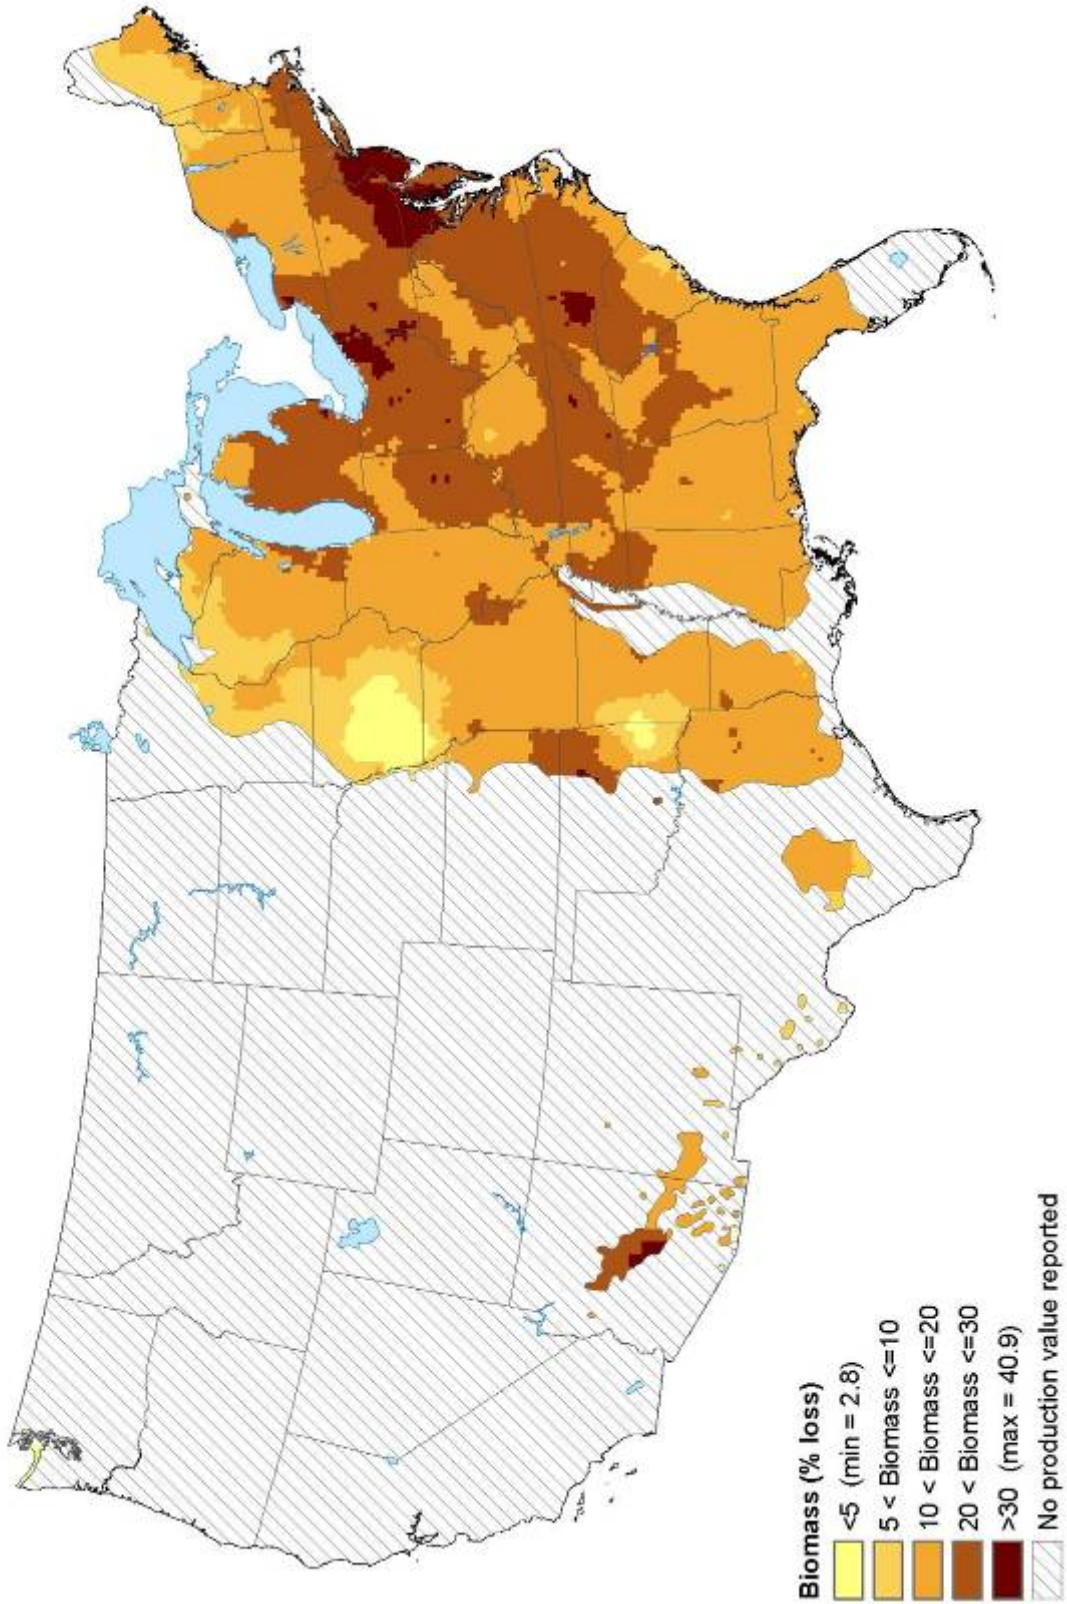 Biomass (% loss)
<5 (min = 2.8)
5 < Biomass <=10
10 < Biomass <=20
20 < Biomass <=30
>30 (max = 40.9)
No production value reported